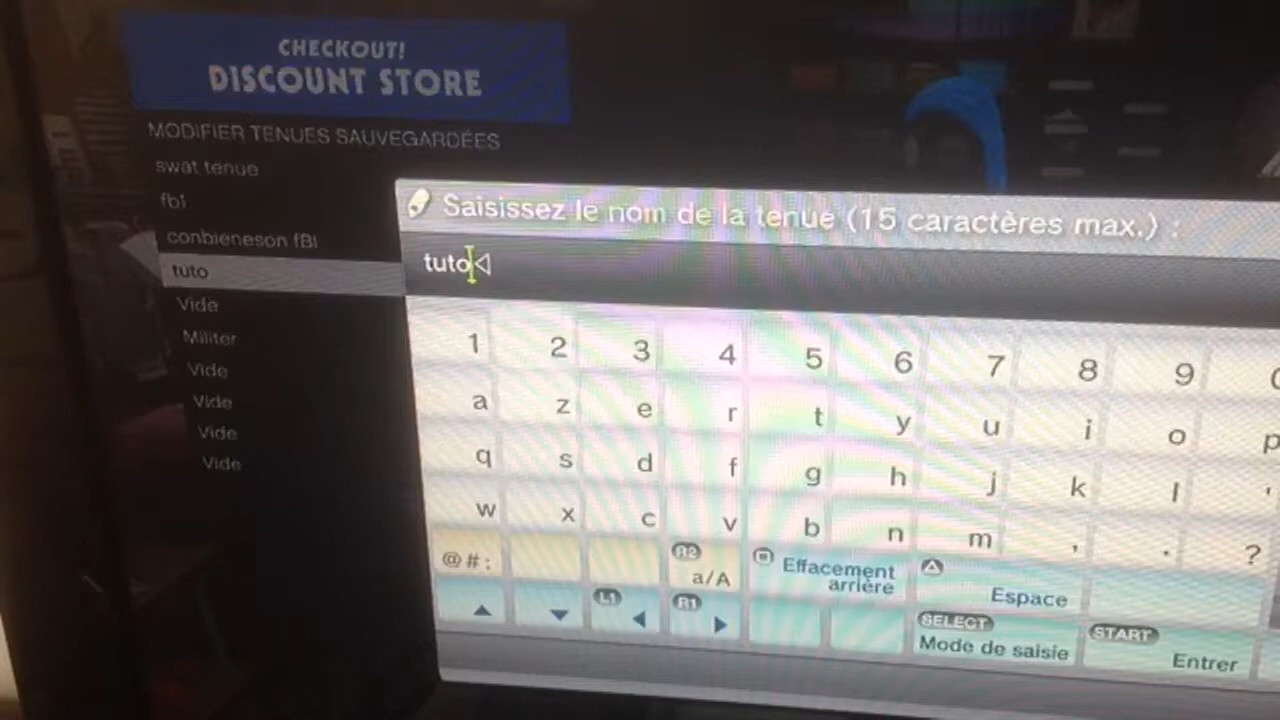 CHECKOUT!
DISCOUNT STORE
MODIFIER TENUES SAUVEGARDÉES
swat tenue
fb1
conbieneson fBI
tuto
Vide
Militer
Vide
Vide
Vide
Vide
Saisissez le nom de la tenue (15 caractères max.) :
tuto
1 2 3 4 5 6 7 8 9
a z e r t y u i o p
q s d f g h j k l '
w x c v b n m , . ?
@#: R2 a/A Effacement arrière Espace
L1 R1 SELECT Mode de saisie START Entrer